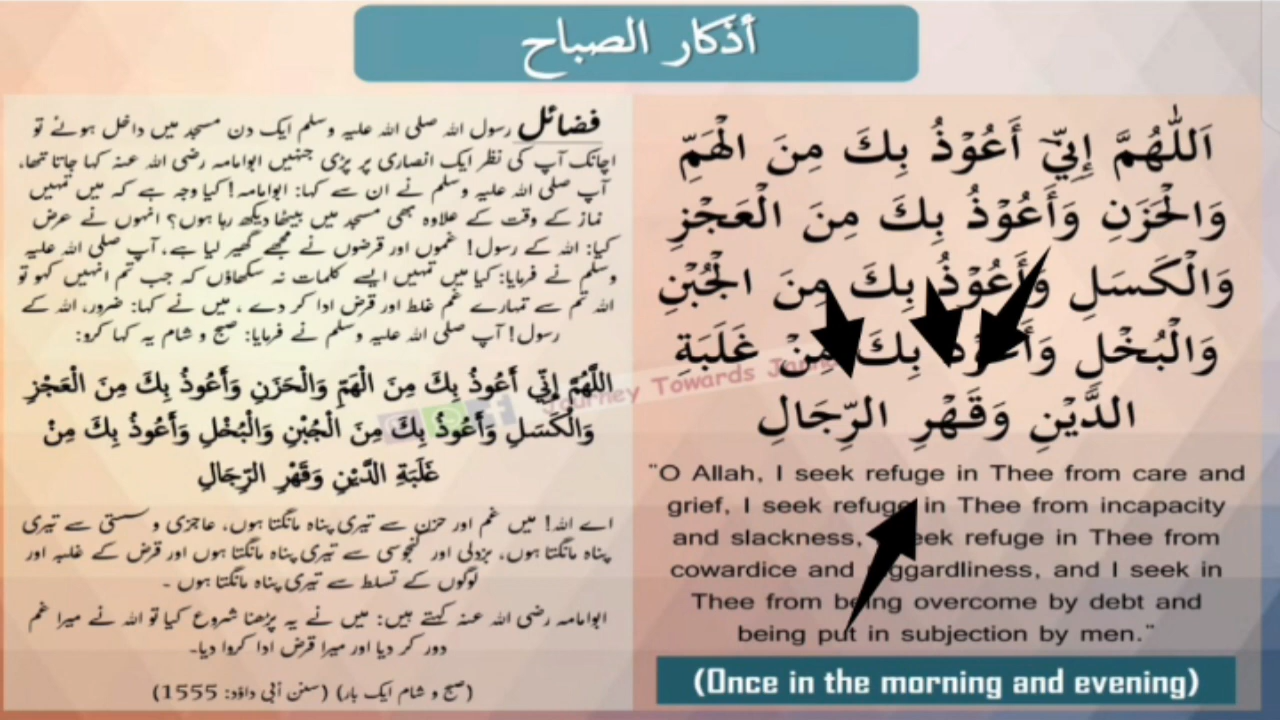 أذكار الصباح
اَللّٰهُمَّ إِنِّيْٓ أَعُوْذُ بِكَ مِنَ الْهَمِّ
وَالْحَزَنِ وَأَعُوْذُ بِكَ مِنَ الْعَجْزِ
وَالْكَسَلِ وَأَعُوْذُ بِكَ مِنَ الْجُبْنِ
وَالْبُخْلِ وَأَعُوْذُ بِكَ مِنْ غَلَبَةِ
الدَّيْنِ وَقَهْرِ الرِّجَالِ
"O Allah, I seek refuge in Thee from care and
grief, I seek refuge in Thee from incapacity
and slackness, seek refuge in Thee from
cowardice and niggardliness, and I seek in
Thee from being overcome by debt and
being put in subjection by men."
(Once in the morning and evening)
فضائل رسول اللہ صلی اللہ علیہ وسلم ایک دن مسجد میں داخل ہوئے تو
اچانک آپ کی نظر ایک انصاری پر پڑی جنہیں ابوامامہ رضی اللہ عنہ کہا جاتا تھا،
آپ صلی اللہ علیہ وسلم نے ان سے کہا: ابوامامہ! کیا وجہ ہے کہ میں تمہیں
نماز کے وقت کے علاوہ بھی مسجد میں بیٹھا دیکھ رہا ہوں؟ انہوں نے عرض
کیا: اللہ کے رسول! غموں اور قرضوں نے مجھے گھیر لیا ہے، آپ صلی اللہ علیہ
وسلم نے فرمایا: کیا میں تمہیں ایسے کلمات نہ سکھاؤں کہ جب تم انہیں کہو تو
اللہ تم سے تمہارے غم غلط اور قرض ادا کر دے ، میں نے کہا: ضرور، اللہ کے
رسول! آپ صلی اللہ علیہ وسلم نے فرمایا: صبح و شام یہ کہا کرو:
اللَّهُمَّ إِنِّي أَعُوذُ بِكَ مِنَ الْهَمِّ وَالْحَزَنِ وَأَعُوذُ بِكَ مِنَ الْعَجْزِ
وَالْكَسَلِ وَأَعُوذُ بِكَ مِنَ الْجُبْنِ وَالْبُخْلِ وَأَعُوذُ بِكَ مِنْ
غَلَبَةِ الدَّيْنِ وَقَهْرِ الرِّجَالِ
اے اللہ! میں غم اور حزن سے تیری پناہ مانگتا ہوں، عاجزی و سستی سے تیری
پناہ مانگتا ہوں، بزدلی اور کنجوسی سے تیری پناہ مانگتا ہوں اور قرض کے غلبہ اور
لوگوں کے تسلط سے تیری پناہ مانگتا ہوں ۔
ابوامامہ رضی اللہ عنہ کہتے ہیں: میں نے یہ پڑھنا شروع کیا تو اللہ نے میرا غم
دور کر دیا اور میرا قرض ادا کروا دیا۔
(صبح و شام ایک بار) (سنن أبی داؤد: 1555)
Journey Towards